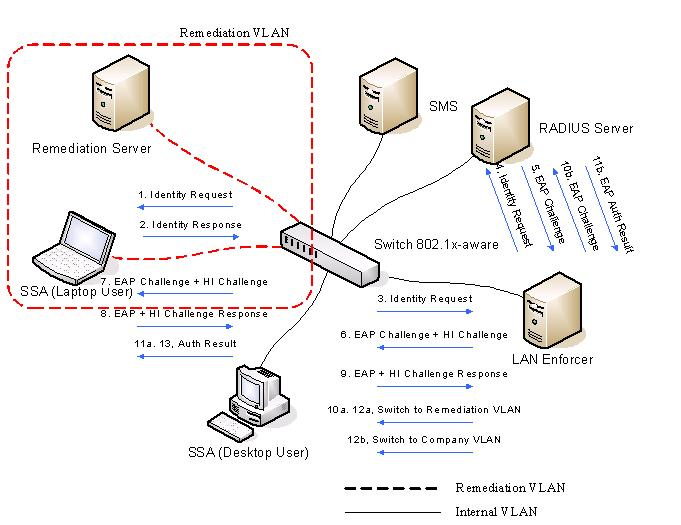 Remediation VLAN
Remediation Server
SMS
RADIUS Server
4. Identity Request
5. EAP Challenge
10b. EAP Challenge
11b. EAP Auth Result
1. Identity Request
2. Identity Response
Switch 802.1x-aware
SSA (Laptop User)
7. EAP Challenge + HI Challenge
8. EAP + HI Challenge Response
11a. 13, Auth Result
3. Identity Request
6. EAP Challenge + HI Challenge
9. EAP + HI Challenge Response
10a. 12a, Switch to Remediation VLAN
12b, Switch to Company VLAN
LAN Enforcer
SSA (Desktop User)
Remediation VLAN
Internal VLAN